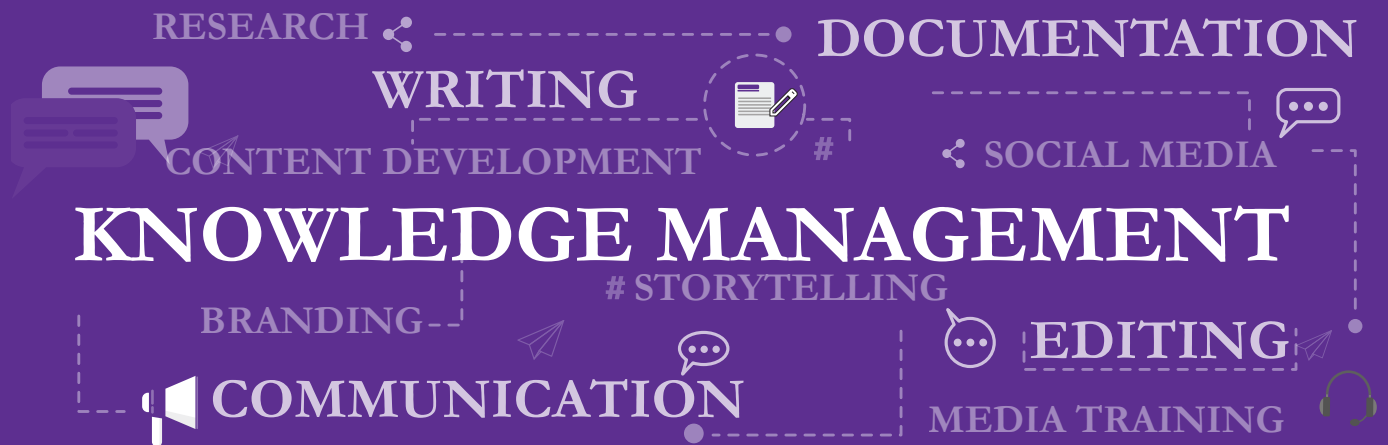 RESEARCH
DOCUMENTATION
WRITING
#
CONTENT DEVELOPMENT
SOCIAL MEDIA
KNOWLEDGE MANAGEMENT
# STORYTELLING
BRANDING
EDITING
COMMUNICATION
MEDIA TRAINING